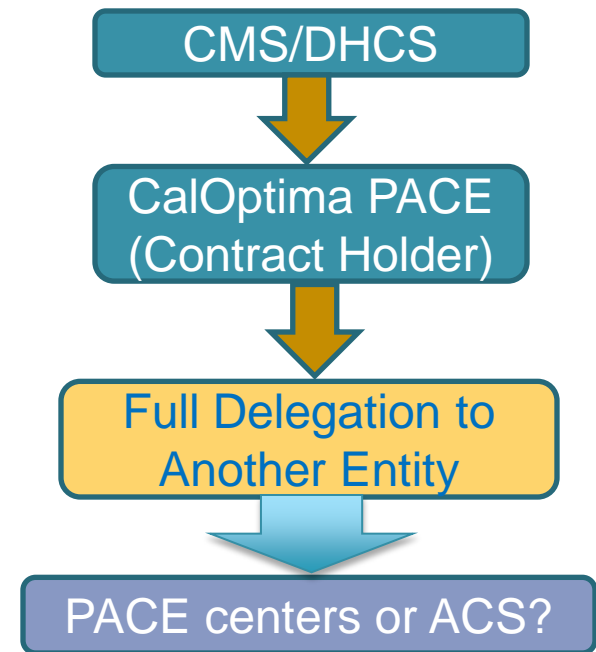 CMS/DHCS
CalOptima PACE
(Contract Holder)
Full Delegation to
Another Entity
PACE centers or ACS?